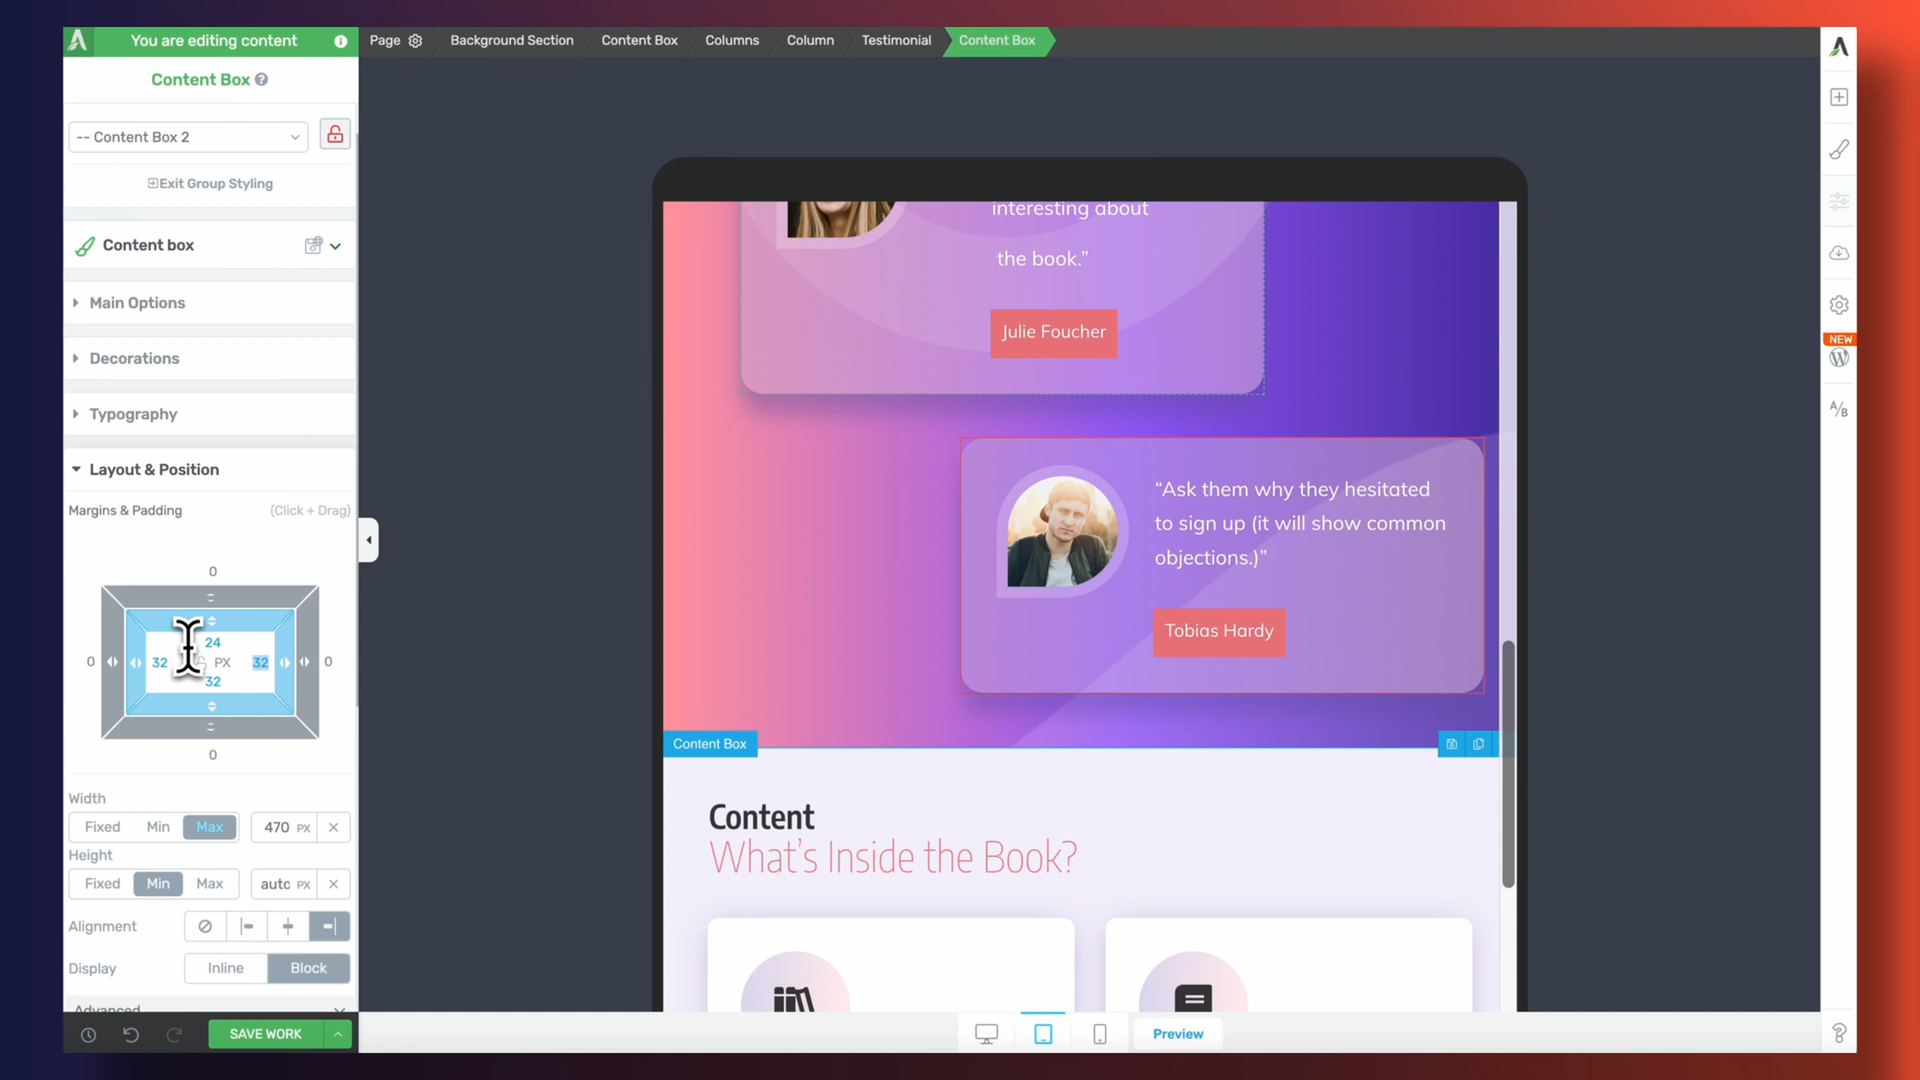 You are editing content
Page
Background Section
Content Box
Columns
Column
Testimonial
Content Box
Content Box
-- Content Box 2
Exit Group Styling
Content box
Main Options
Decorations
Typography
Layout & Position
Margins & Padding
(Click + Drag)
0
24
0
32
PX
32
0
32
0
Width
Fixed
Min
Max
470 PX
Height
Fixed
Min
Max
auto PX
Alignment
Display
Inline
Block
Advanced
SAVE WORK
interesting about
the book.”
Julie Foucher
“Ask them why they hesitated
to sign up (it will show common
objections.)”
Tobias Hardy
Content Box
Content
What’s Inside the Book?
Preview
NEW
A/B